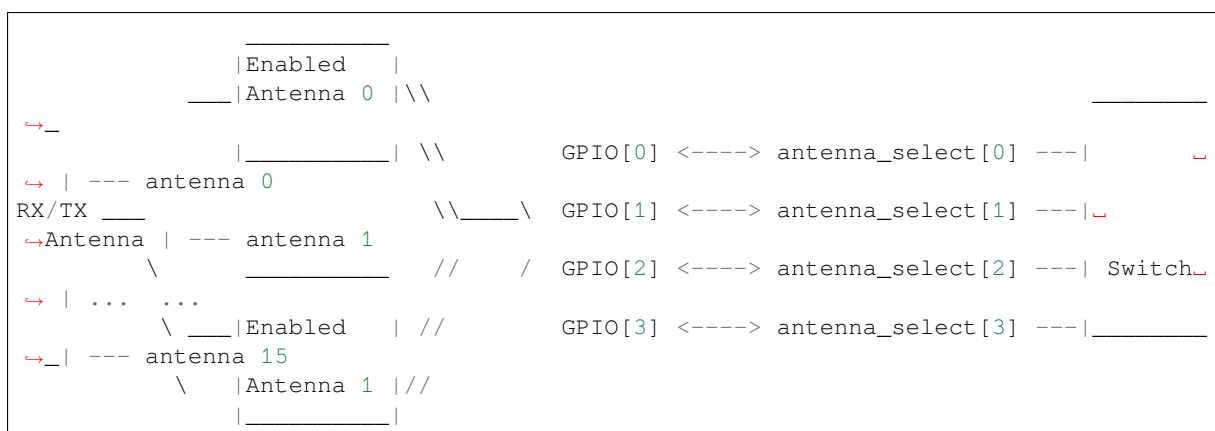 __________
              |Enabled   |
           ___|Antenna 0 |\\                                      ________
↪_
              |__________| \\       GPIO[0] <----> antenna_select[0] ---|       ␣
↪ | --- antenna 0
RX/TX ___                   \\____\  GPIO[1] <----> antenna_select[1] ---|␣
↪Antenna | --- antenna 1
        \      __________   //    /  GPIO[2] <----> antenna_select[2] ---| Switch␣
↪ | ...  ...
         \ ___|Enabled   | //       GPIO[3] <----> antenna_select[3] ---|________
↪_| --- antenna 15
          \   |Antenna 1 |//
              |__________|